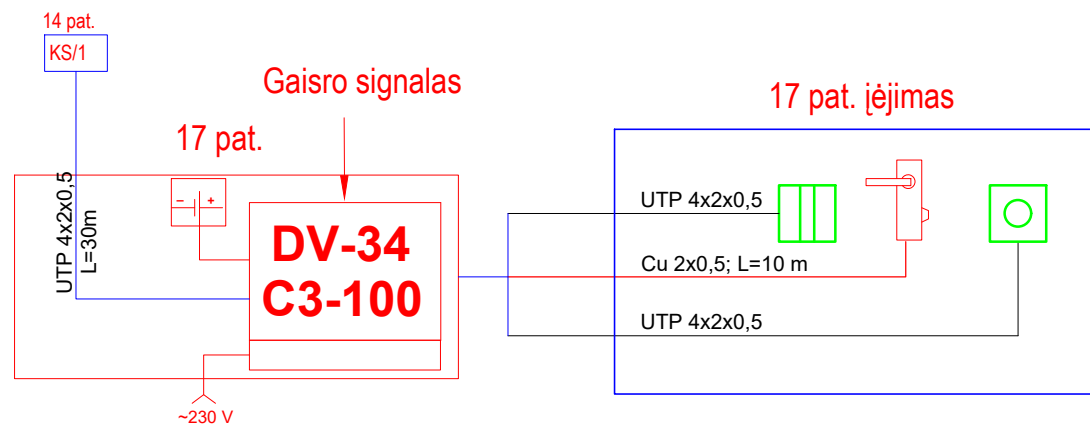 14 pat.
KS/1
Gaisro signalas
17 pat. įėjimas
17 pat.
UTP 4x2x0,5
L=30m
- +
DV-34
C3-100
~230 V
UTP 4x2x0,5
Cu 2x0,5; L=10 m
UTP 4x2x0,5